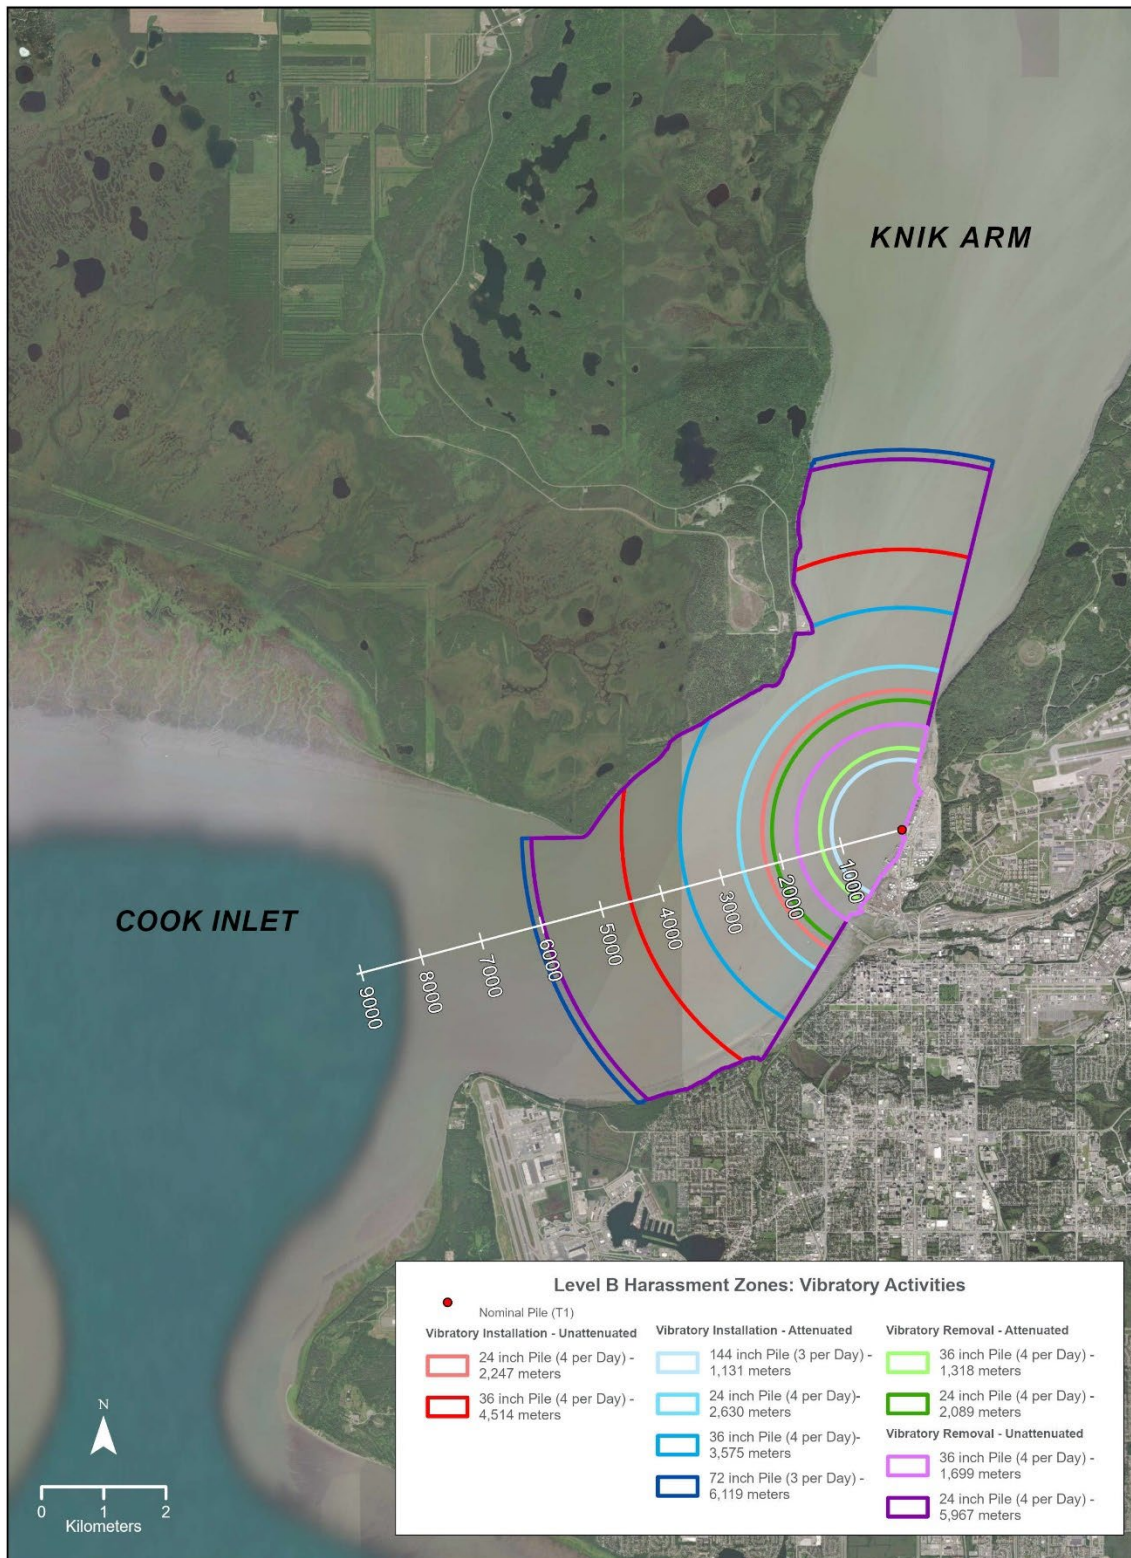 KNIK ARM
COOK INLET
1000
2000
3000
4000
5000
6000
7000
8000
9000
Level B Harassment Zones: Vibratory Activities
Nominal Pile (T1)
Vibratory Installation - Unattenuated
24 inch Pile (4 per Day) -
2,247 meters
36 inch Pile (4 per Day) -
4,514 meters
Vibratory Installation - Attenuated
144 inch Pile (3 per Day) -
1,131 meters
24 inch Pile (4 per Day)-
2,630 meters
36 inch Pile (4 per Day)-
3,575 meters
72 inch Pile (3 per Day) -
6,119 meters
Vibratory Removal - Attenuated
36 inch Pile (4 per Day) -
1,318 meters
24 inch Pile (4 per Day) -
2,089 meters
Vibratory Removal - Unattenuated
36 inch Pile (4 per Day) -
1,699 meters
24 inch Pile (4 per Day) -
5,967 meters
N
0 1 2
Kilometers